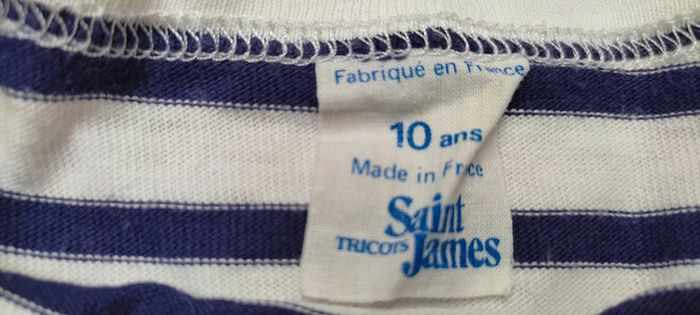 Fabriqué en France
10 ans
Made in France
Saint
TRICOTS James